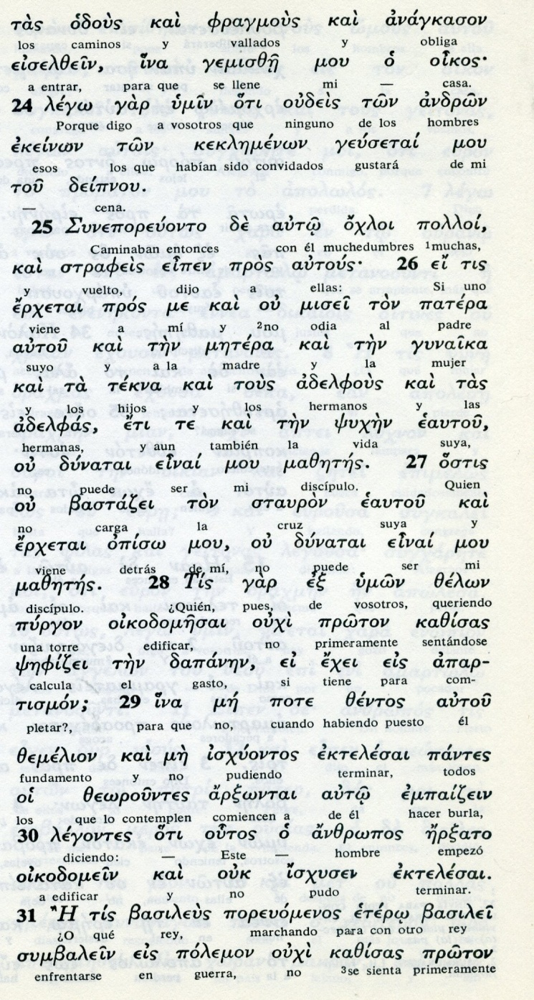 τὰς ὁδοὺς καὶ φραγμοὺς καὶ ἀνάγκασον
los caminos y vallados y obliga
εἰσελθεῖν, ἵνα γεμισθῇ μου ὁ οἶκος·
a entrar, para que se llene mi — casa.
24 λέγω γὰρ ὑμῖν ὅτι οὐδεὶς τῶν ἀνδρῶν
Porque digo a vosotros que ninguno de los hombres
ἐκείνων τῶν κεκλημένων γεύσεταί μου
esos los que habían sido convidados gustará de mi
τοῦ δείπνου.
— cena.
25 Συνεπορεύοντο δὲ αὐτῷ ὄχλοι πολλοί,
Caminaban entonces con él muchedumbres ¹muchas,
καὶ στραφεὶς εἶπεν πρὸς αὐτούς· 26 εἴ τις
y vuelto, dijo a ellas: Si uno
ἔρχεται πρός με καὶ οὐ μισεῖ τὸν πατέρα
viene a mí y ²no odia al padre
αὐτοῦ καὶ τὴν μητέρα καὶ τὴν γυναῖκα
suyo y a la madre y la mujer
καὶ τὰ τέκνα καὶ τοὺς ἀδελφοὺς καὶ τὰς
y los hijos y los hermanos y las
ἀδελφάς, ἔτι τε καὶ τὴν ψυχὴν ἑαυτοῦ,
hermanas, y aun también la vida suya,
οὐ δύναται εἶναί μου μαθητής. 27 ὅστις
no puede ser mi discípulo. Quien
οὐ βαστάζει τὸν σταυρὸν ἑαυτοῦ καὶ
no carga la cruz suya y
ἔρχεται ὀπίσω μου, οὐ δύναται εἶναί μου
viene detrás de mí, no puede ser mi
μαθητής. 28 Τίς γὰρ ἐξ ὑμῶν θέλων
discípulo. ¿Quién, pues, de vosotros, queriendo
πύργον οἰκοδομῆσαι οὐχὶ πρῶτον καθίσας
una torre edificar, no primeramente sentándose
ψηφίζει τὴν δαπάνην, εἰ ἔχει εἰς ἀπαρ-
calcula el gasto, si tiene para com-
τισμόν; 29 ἵνα μή ποτε θέντος αὐτοῦ
pletar?, para que no, cuando habiendo puesto él
θεμέλιον καὶ μὴ ἰσχύοντος ἐκτελέσαι πάντες
fundamento y no pudiendo terminar, todos
οἱ θεωροῦντες ἄρξωνται αὐτῷ ἐμπαίζειν
los que lo contemplen comiencen a de él hacer burla,
30 λέγοντες ὅτι οὗτος ὁ ἄνθρωπος ἤρξατο
diciendo: — Este hombre empezó
οἰκοδομεῖν καὶ οὐκ ἴσχυσεν ἐκτελέσαι.
a edificar y no pudo terminar.
31 Ἢ τίς βασιλεὺς πορευόμενος ἑτέρῳ βασιλεῖ
¿O qué rey, marchando para con otro rey
συμβαλεῖν εἰς πόλεμον οὐχὶ καθίσας πρῶτον
enfrentarse en guerra, no ³se sienta primeramente